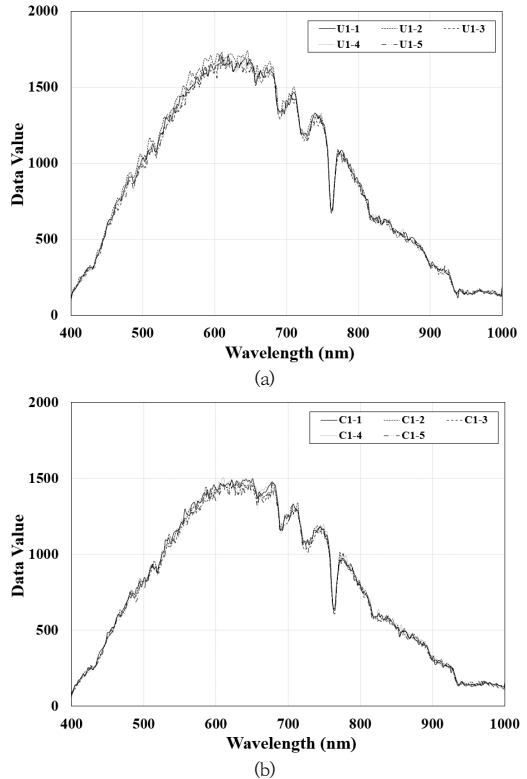 2000
U1-1 U1-2 U1-3
U1-4 U1-5
1500
1000
500
0
Data Value
400 500 600 700 800 900 1000
Wavelength (nm)
(a)
2000
C1-1 C1-2 C1-3
C1-4 C1-5
1500
1000
500
0
Data Value
400 500 600 700 800 900 1000
Wavelength (nm)
(b)